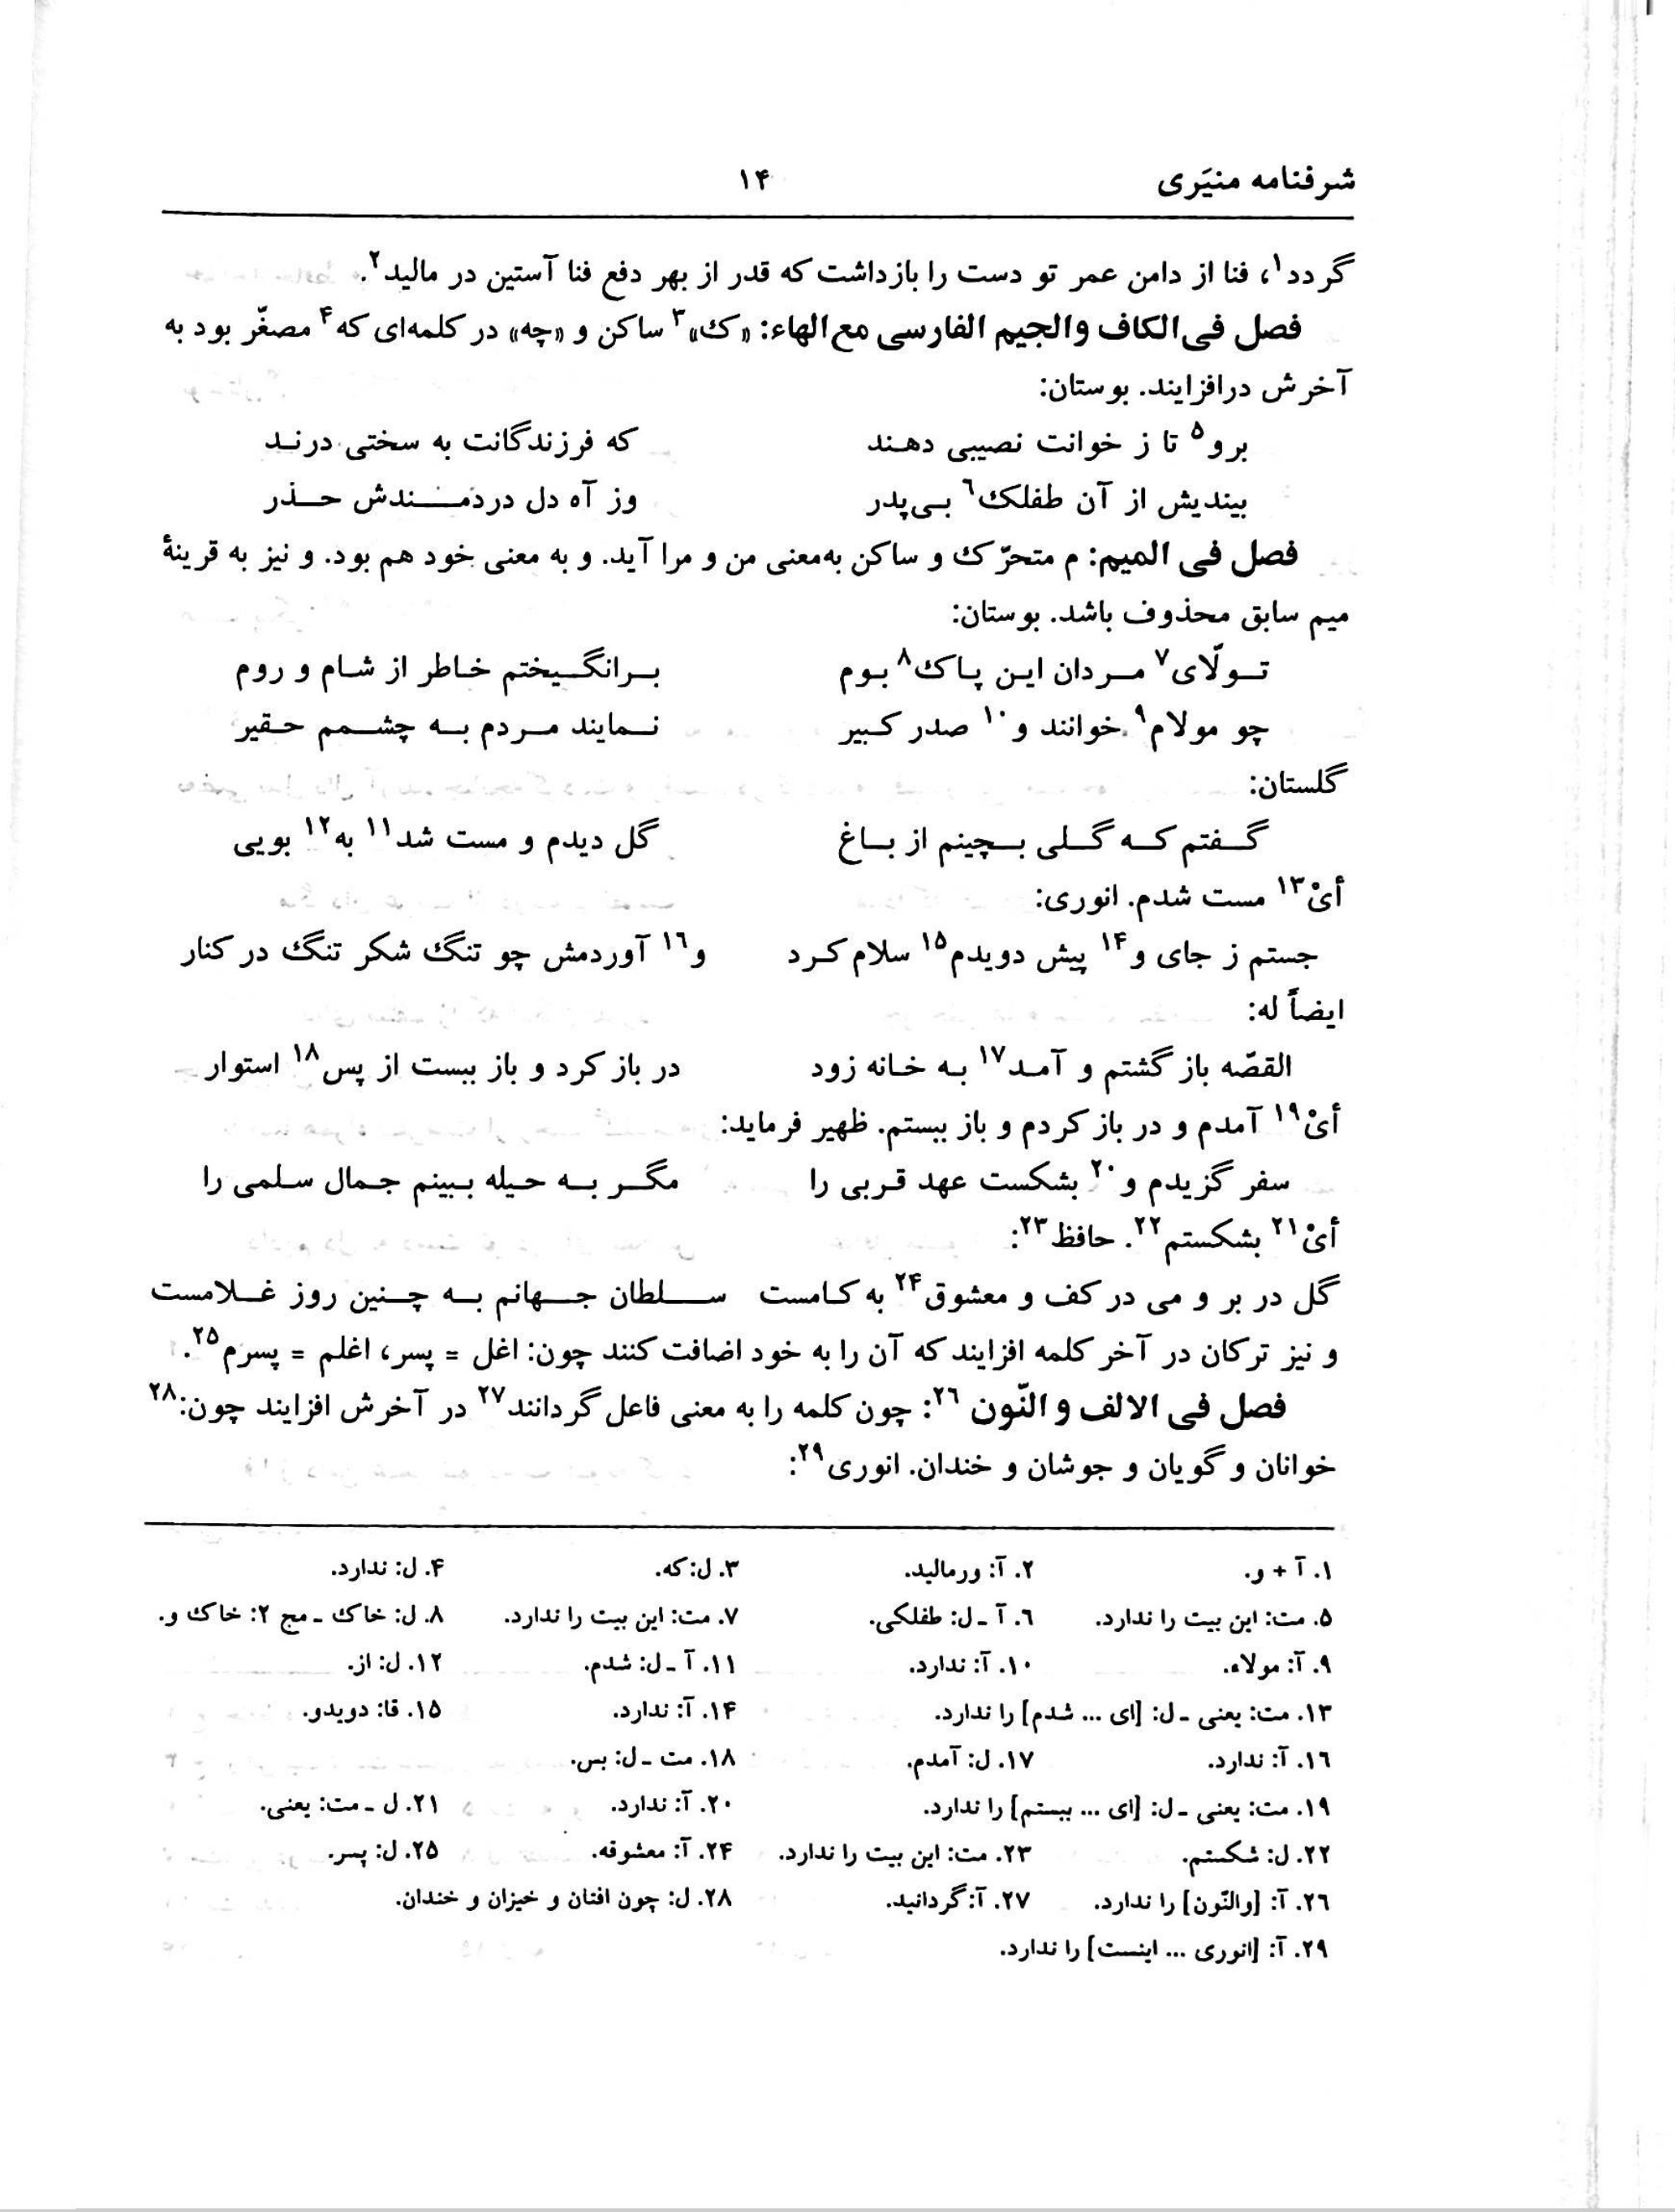 شرفنامه منیَری ۱۴
گردد۱، فنا از دامن عمر تو دست را بازداشت که قدر از بهر دفع فنا آستین در مالید۲.
فصل فی‌الکاف والجیم الفارسی مع‌الهاء: «ک»۳ ساکن و «چه» در کلمه‌ای که۴ مصغّر بود به
آخرش درافزایند. بوستان:
برو۵ تا ز خوانت نصیبی دهند که فرزندگانت به سختی درند
بیندیش از آن طفلک۶ بی‌پدر وز آه دل دردمندش حذر
فصل فی المیم: م متحرّک و ساکن به‌معنی من و مرا آید. و به معنی خود هم بود. و نیز به قرینهٔ
میم سابق محذوف باشد. بوستان:
تولّای۷ مردان این پاک۸ بوم برانگیختم خاطر از شام و روم
چو مولام۹ خوانند و۱۰ صدر کبیر نمایند مردم به چشمم حقیر
گلستان:
گفتم که گلی بچینم از باغ گل دیدم و مست شد۱۱ به۱۲ بویی
أیْ۱۳ مست شدم. انوری:
جستم ز جای و۱۴ پیش دویدم۱۵ سلام کرد و۱۶ آوردمش چو تنگ شکر تنگ در کنار
ایضاً له:
القصّه بازگشتم و آمد۱۷ به خانه زود در باز کرد و باز ببست از پس۱۸ استوار
أیْ۱۹ آمدم و در باز کردم و باز ببستم. ظهیر فرماید:
سفر گزیدم و۲۰ بشکست عهد قربی را مگر به حیله ببینم جمال سلمی را
أیْ۲۱ بشکستم۲۲. حافظ۲۳:
گل در بر و می در کف و معشوق۲۴ به کامست سلطان جهانم به چنین روز غلامست
و نیز ترکان در آخر کلمه افزایند که آن را به خود اضافت کنند چون: اغل = پسر، اغلم = پسرم۲۵.
فصل فی الالف و النّون۲۶: چون کلمه را به معنی فاعل گردانند۲۷ در آخرش افزایند چون:۲۸
خوانان و گویان و جوشان و خندان. انوری۲۹:
۱. آ + و. ۲. آ: ورمالید. ۳. ل: که. ۴. ل: ندارد.
۵. مت: این بیت را ندارد. ۶. آ ـ ل: طفلکی. ۷. مت: این بیت را ندارد. ۸. ل: خاک ـ مج ۲: خاک و.
۹. آ: مولاه. ۱۰. آ: ندارد. ۱۱. آ ـ ل: شدم. ۱۲. ل: از.
۱۳. مت: یعنی ـ ل: [ای ... شدم] را ندارد. ۱۴. آ: ندارد. ۱۵. قا: دویدو.
۱۶. آ: ندارد. ۱۷. ل: آمدم. ۱۸. مت ـ ل: بس.
۱۹. مت: یعنی ـ ل: [ای ... ببستم] را ندارد. ۲۰. آ: ندارد. ۲۱. ل ـ مت: یعنی.
۲۲. ل: شکستم. ۲۳. مت: این بیت را ندارد. ۲۴. آ: معشوقه. ۲۵. ل: پسر.
۲۶. آ: [والنّون] را ندارد. ۲۷. آ: گردانید. ۲۸. ل: چون افتان و خیزان و خندان.
۲۹. آ: [انوری ... اینست] را ندارد.